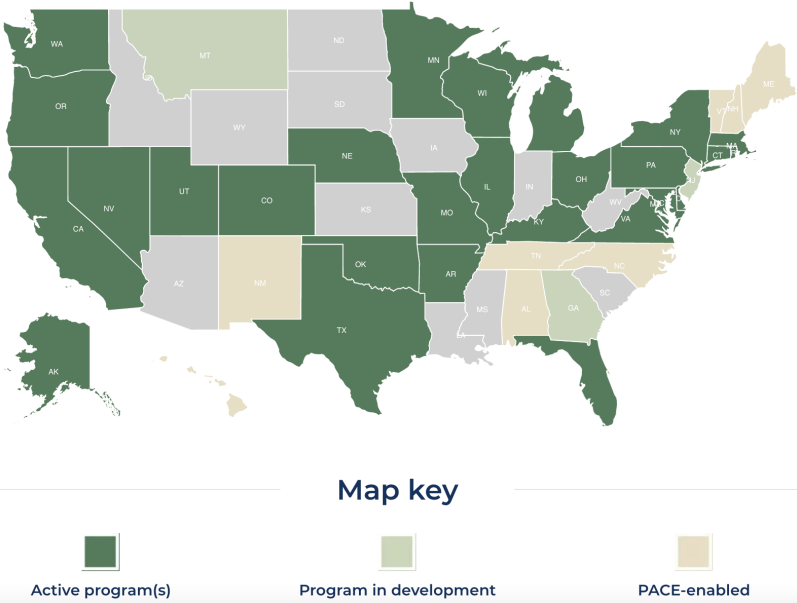 WA
MT
ND
MN
ME
OR
SD
WI
VT
NH
WY
NY
MA
IA
CT
NE
PA
NV
UT
CO
IL
IN
OH
NJ
KS
MO
WV
CA
KY
VA
AZ
NM
OK
AR
TN
NC
TX
MS
AL
GA
SC
LA
AK
Map key
Active program(s)
Program in development
PACE-enabled